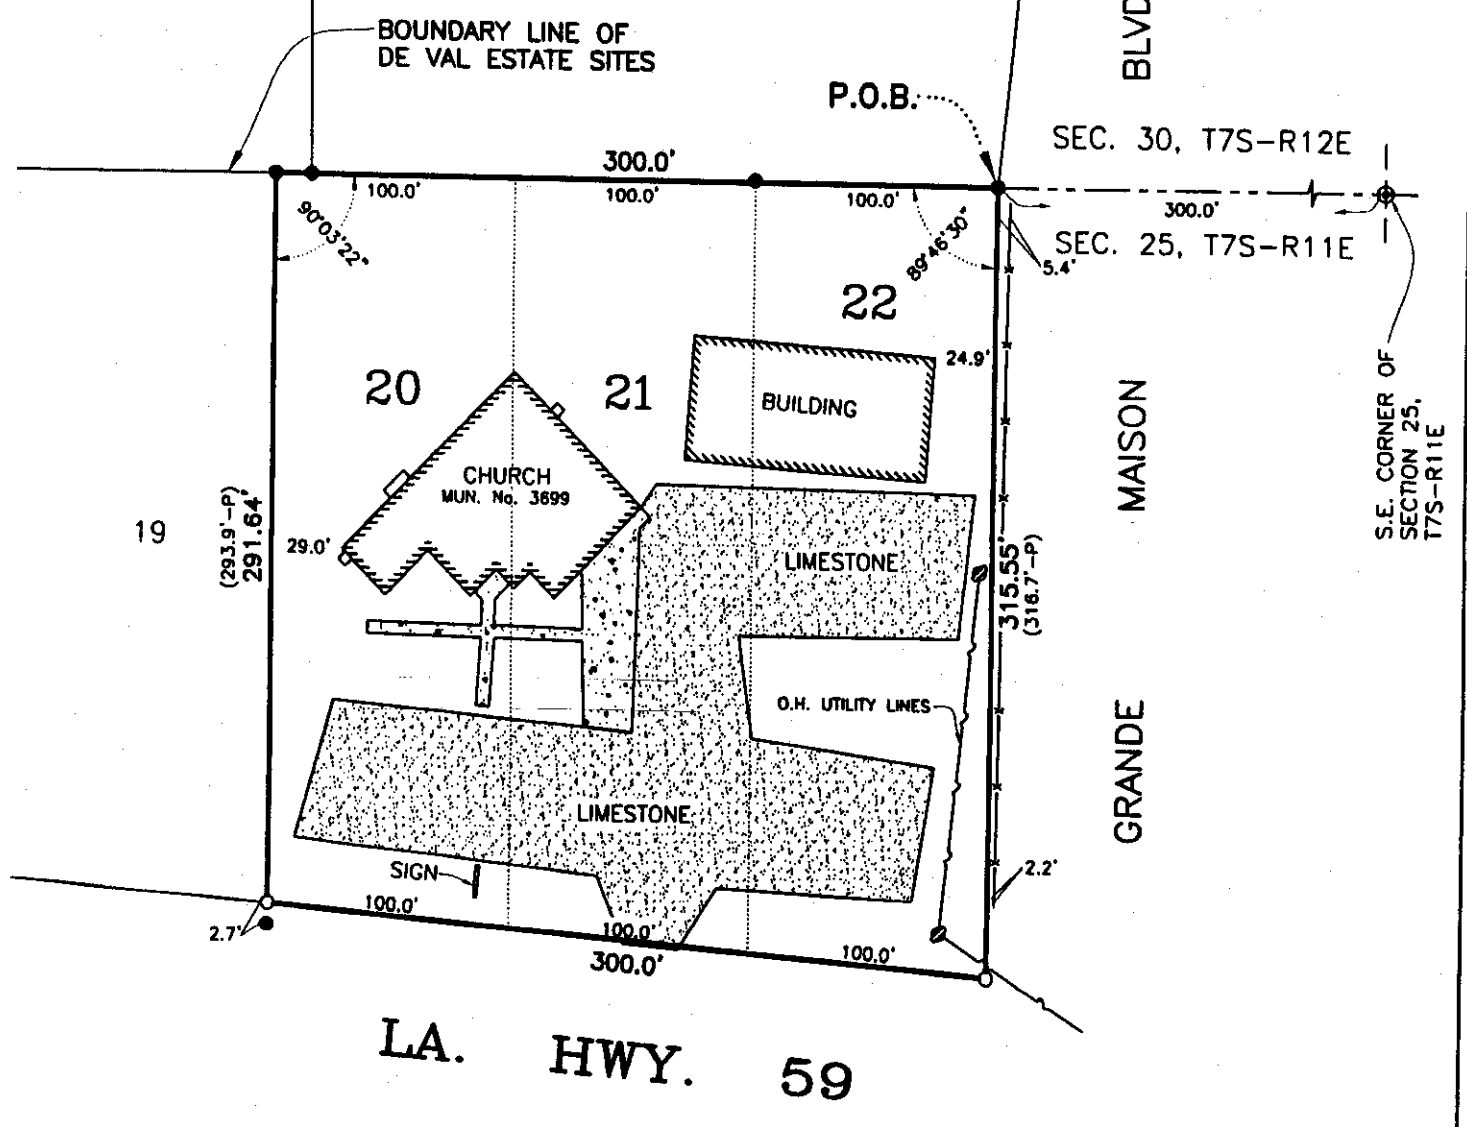 BOUNDARY LINE OF
DE VAL ESTATE SITES
BLVD
P.O.B.
SEC. 30, T7S-R12E
300.0'
100.0'
100.0'
100.0'
300.0'
90°03'22"
89°46'30"
SEC. 25, T7S-R11E
5.4'
22
24.9'
20
21
BUILDING
S.E. CORNER OF
SECTION 25,
T7S-R11E
MAISON
CHURCH
MUN. No. 3699
19
(293.9'-P)
291.64'
29.0'
LIMESTONE
315.55'
(316.7'-P)
O.H. UTILITY LINES
GRANDE
LIMESTONE
SIGN
2.2'
100.0'
2.7'
100.0'
100.0'
300.0'
LA. HWY. 59